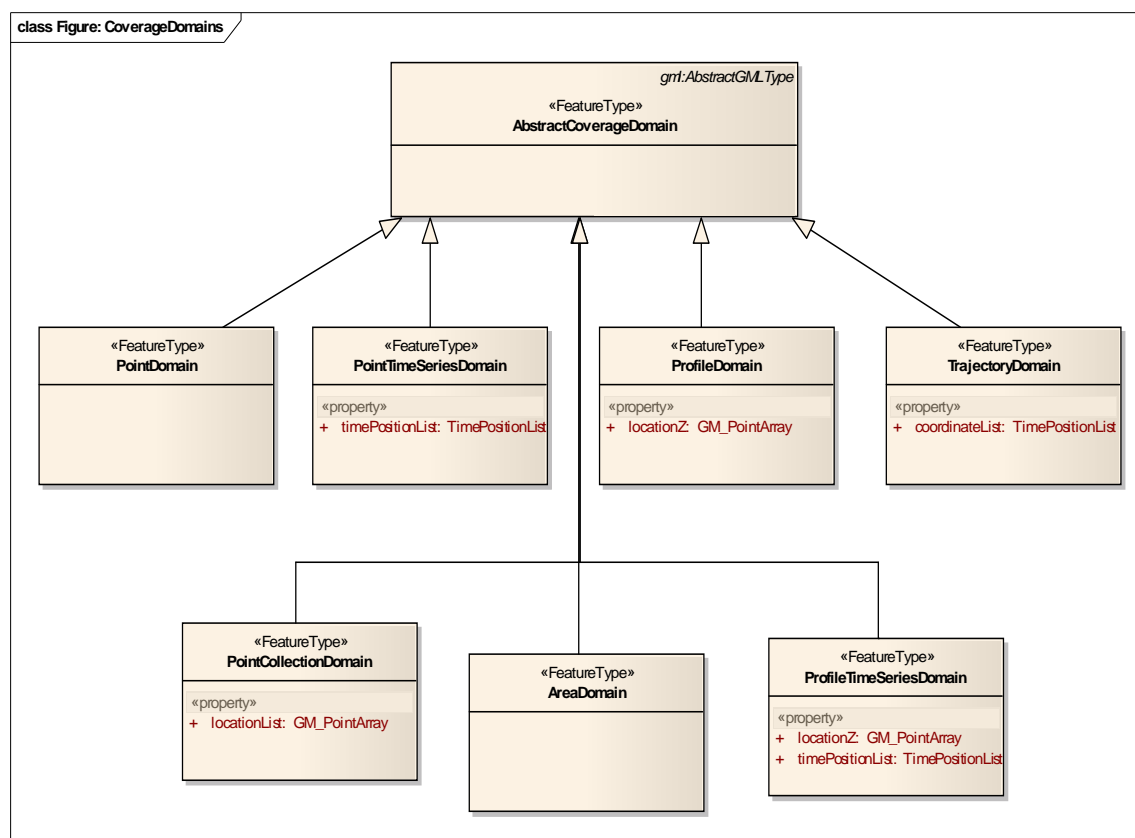 class Figure: CoverageDomains
gml:AbstractGMLType
«FeatureType»
AbstractCoverageDomain
«FeatureType»
PointDomain
«FeatureType»
PointTimeSeriesDomain
«property»
+ timePositionList: TimePositionList
«FeatureType»
ProfileDomain
«property»
+ locationZ: GM_PointArray
«FeatureType»
TrajectoryDomain
«property»
+ coordinateList: TimePositionList
«FeatureType»
PointCollectionDomain
«property»
+ locationList: GM_PointArray
«FeatureType»
AreaDomain
«FeatureType»
ProfileTimeSeriesDomain
«property»
+ locationZ: GM_PointArray
+ timePositionList: TimePositionList